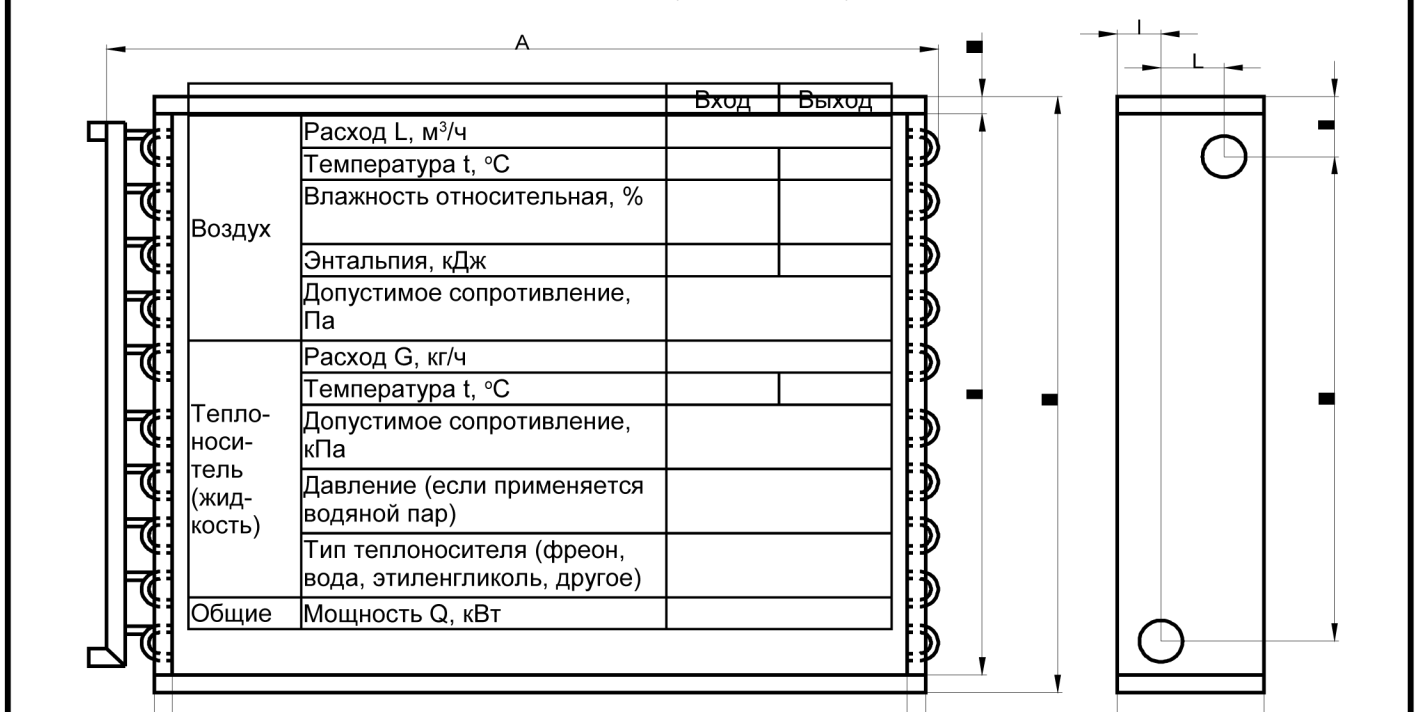 A
I
L
Вход Выход
Воздух
Расход L, м³/ч
Температура t, °С
Влажность относительная, %
Энтальпия, кДж
Допустимое сопротивление,
Па
Тепло-
носи-
тель
(жид-
кость)
Расход G, кг/ч
Температура t, °С
Допустимое сопротивление,
кПа
Давление (если применяется
водяной пар)
Тип теплоносителя (фреон,
вода, этиленгликоль, другое)
Общие
Мощность Q, кВт